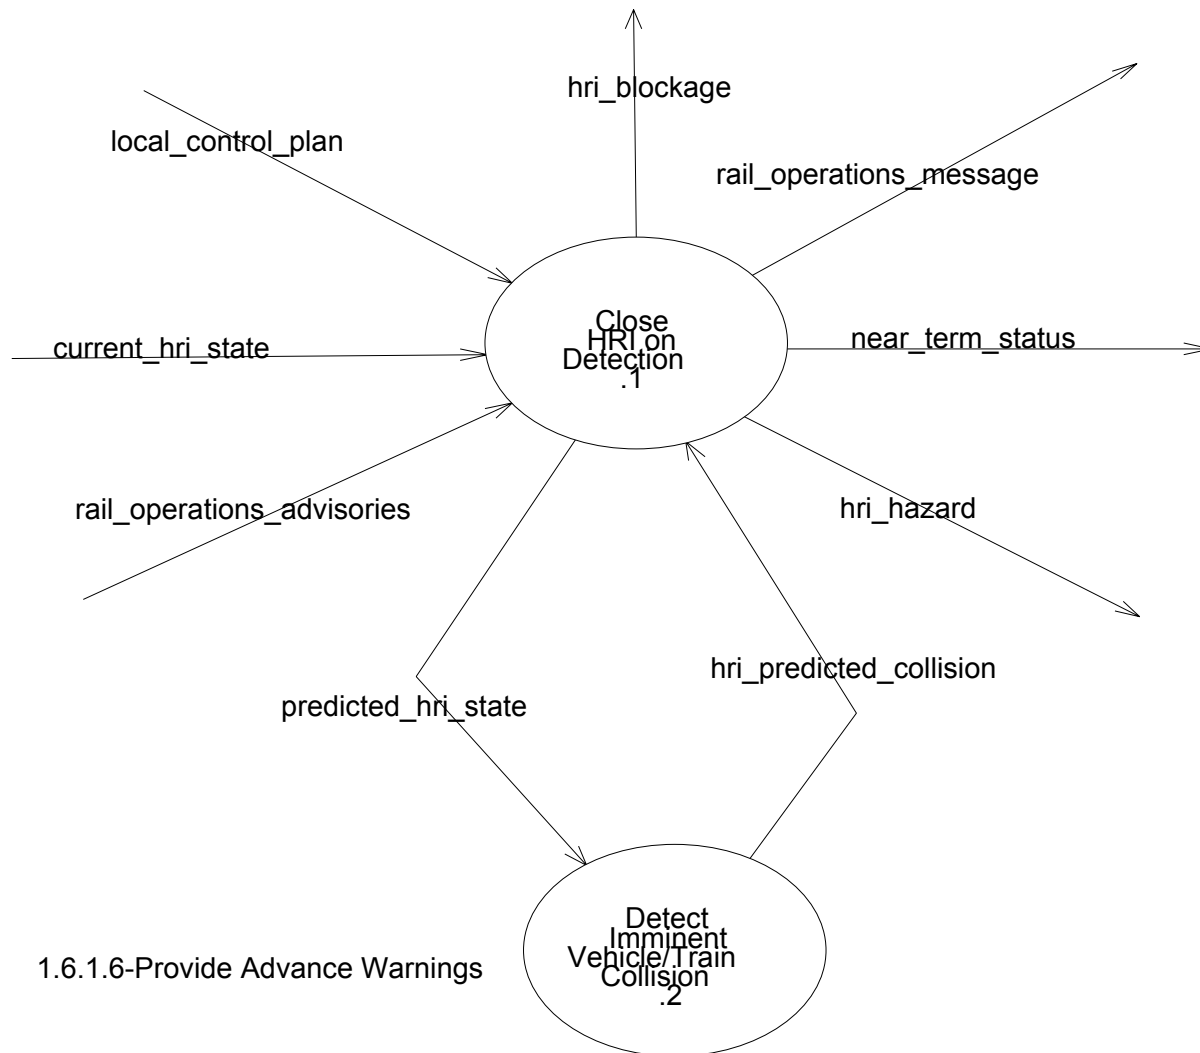 hri_blockage
local_control_plan
rail_operations_message
Close
HRI on
Detection
.1
current_hri_state
near_term_status
rail_operations_advisories
hri_hazard
hri_predicted_collision
predicted_hri_state
Detect
Imminent
Vehicle/Train
Collision
.2
1.6.1.6-Provide Advance Warnings